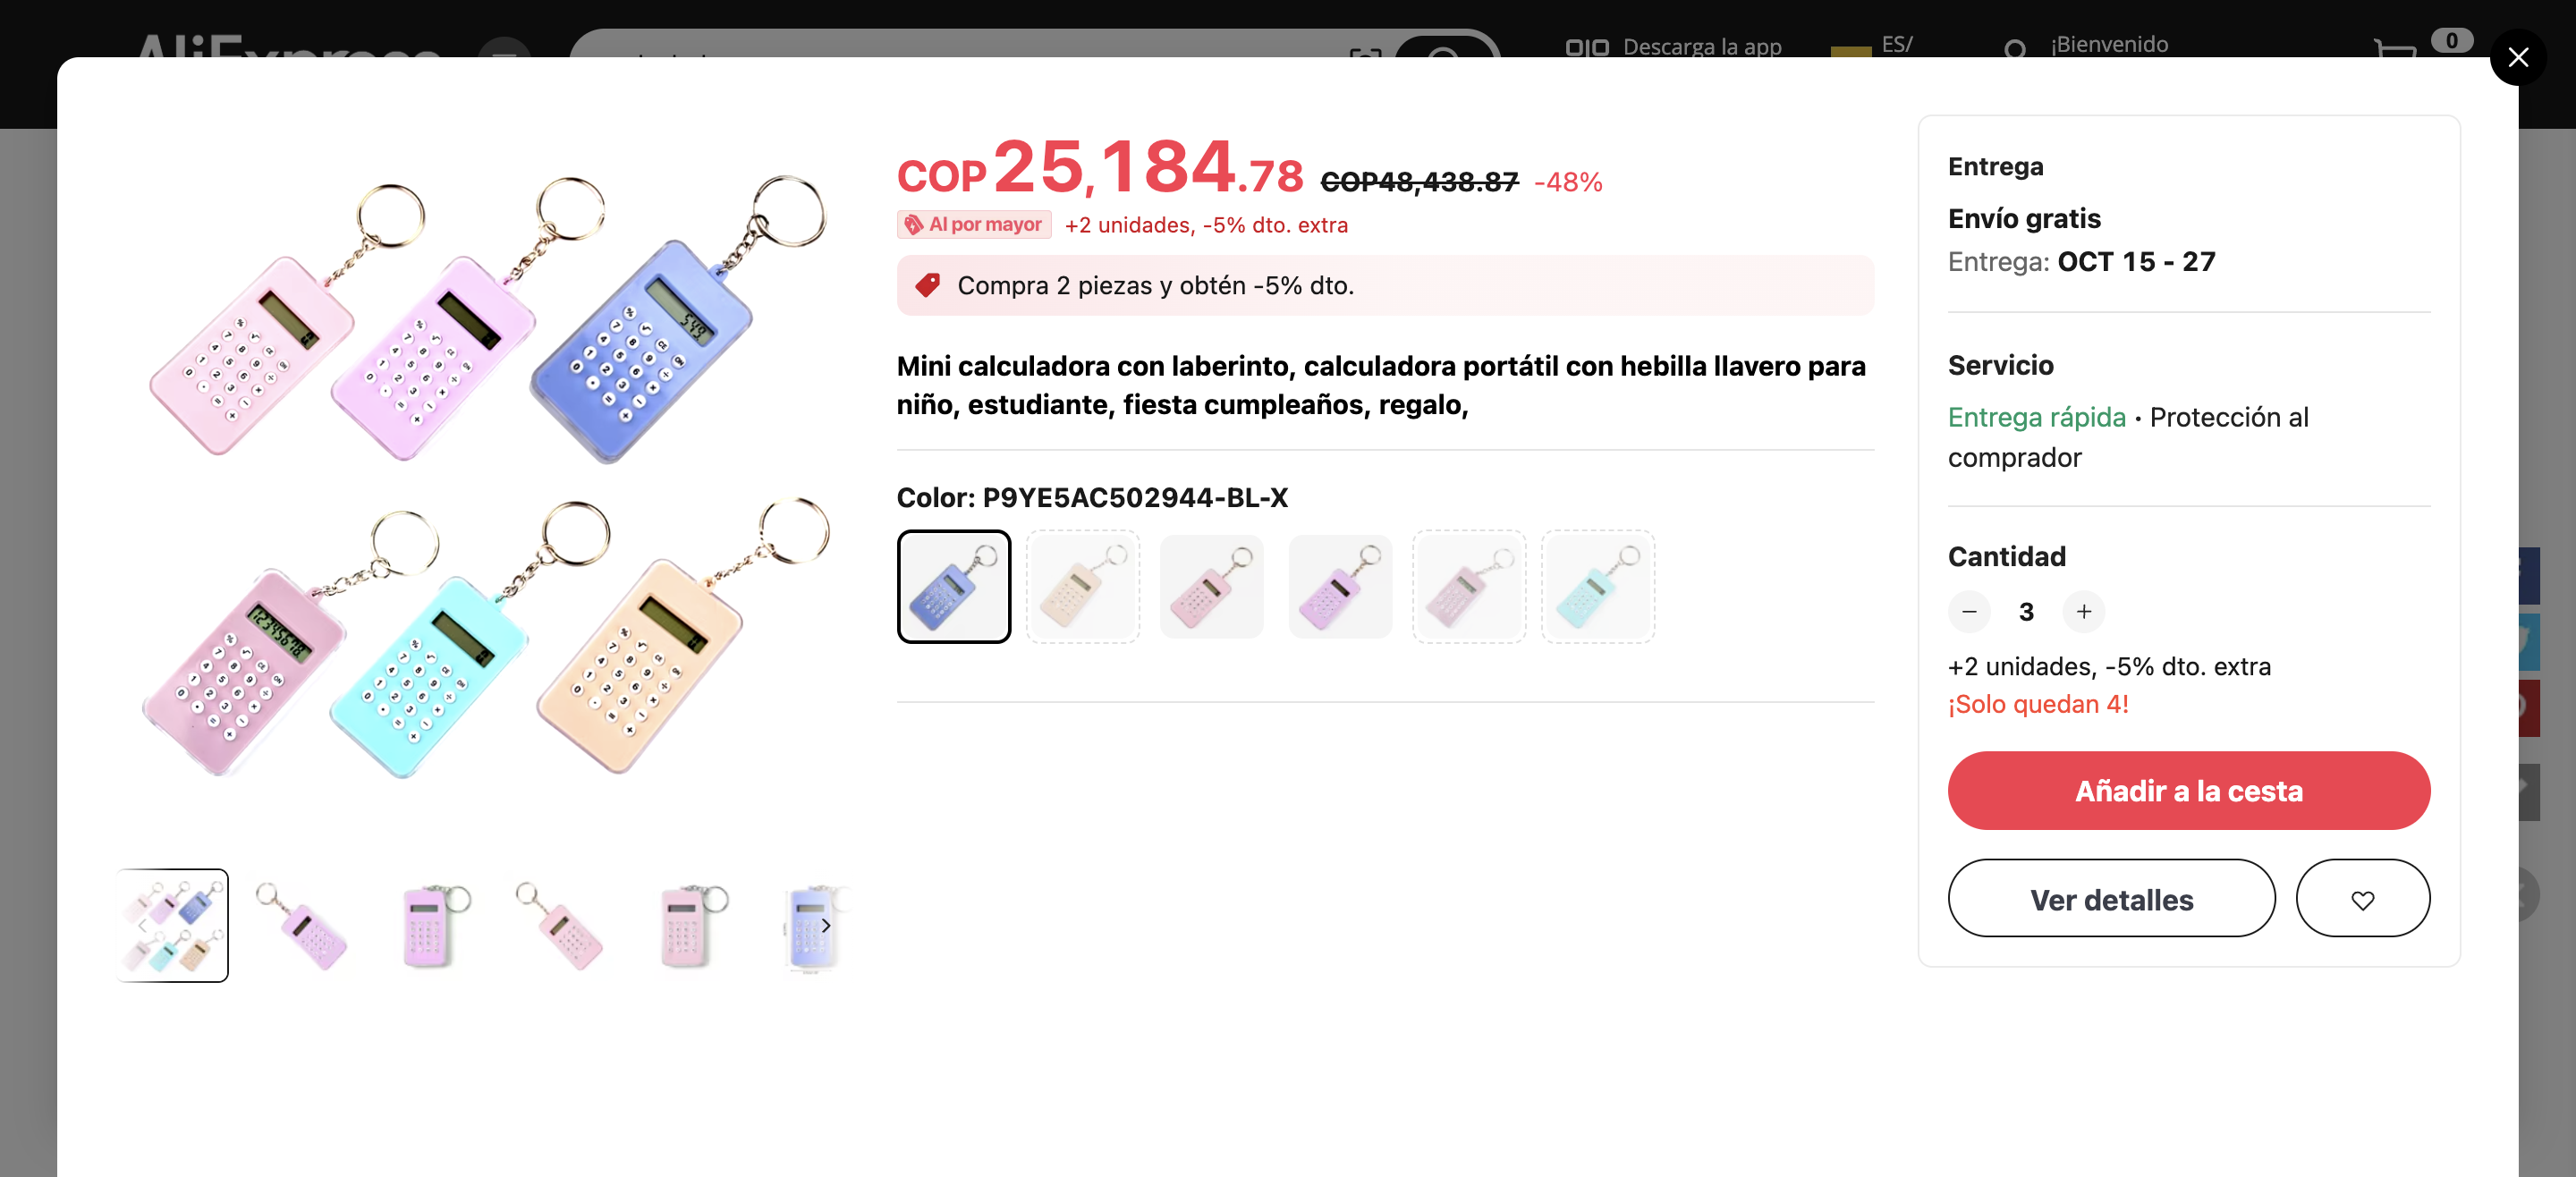 AliExpress
Descarga la app
ES/
¡Bienvenido
0
COP25,184.78 COP48,438.87 -48%
Al por mayor +2 unidades, -5% dto. extra
Compra 2 piezas y obtén -5% dto.
Mini calculadora con laberinto, calculadora portátil con hebilla llavero para
niño, estudiante, fiesta cumpleaños, regalo,
Color: P9YE5AC502944-BL-X
Entrega
Envío gratis
Entrega: OCT 15 - 27
Servicio
Entrega rápida · Protección al
comprador
Cantidad
− 3 +
+2 unidades, -5% dto. extra
¡Solo quedan 4!
Añadir a la cesta
Ver detalles
549
12345678